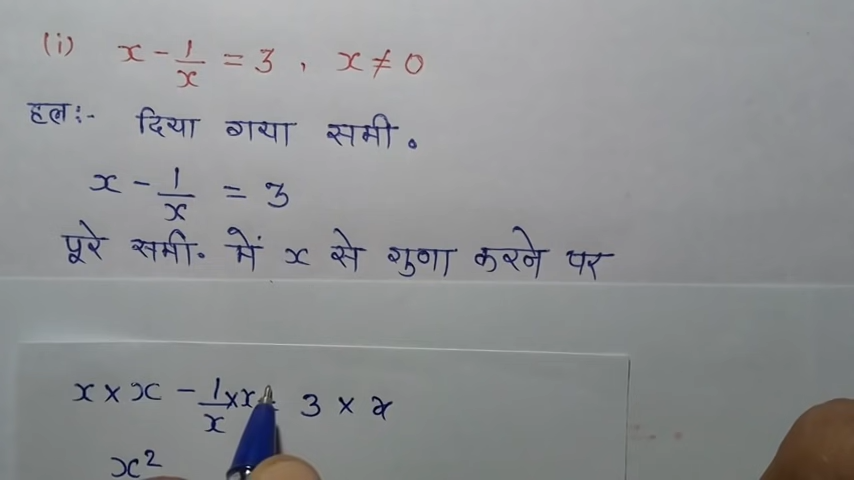 (i) x - 1/x = 3 , x ≠ 0
हल:- दिया गया समी.
x - 1/x = 3
पूरे समी. में x से गुणा करने पर
x × x - 1/x × x = 3 × x
x²